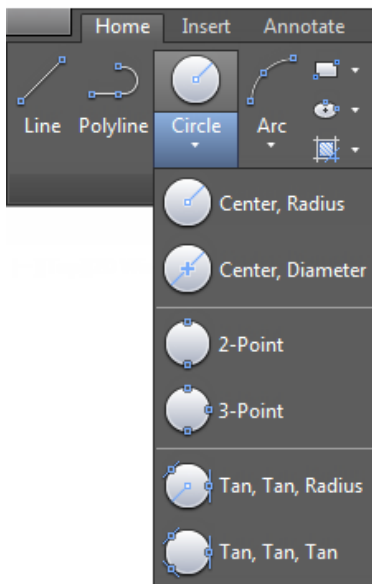 Home Insert Annotate
Line Polyline Circle Arc
Center, Radius
Center, Diameter
2-Point
3-Point
Tan, Tan, Radius
Tan, Tan, Tan